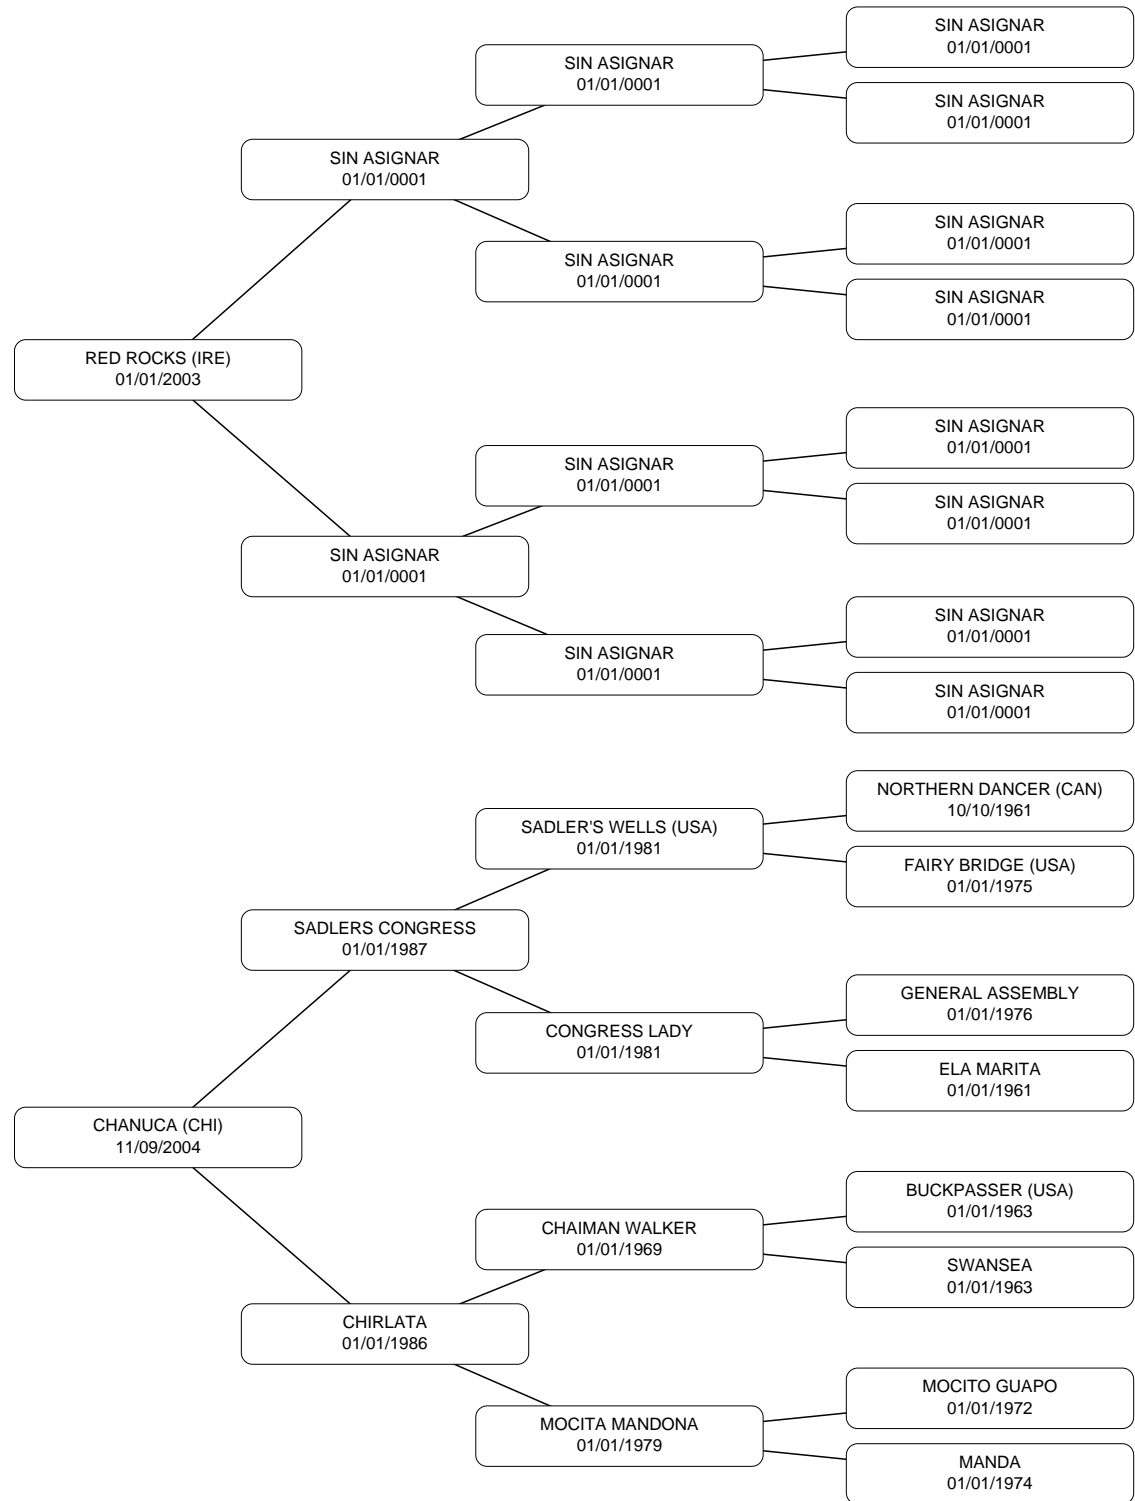 SIN ASIGNAR
01/01/0001
SIN ASIGNAR
01/01/0001
SIN ASIGNAR
01/01/0001
SIN ASIGNAR
01/01/0001
SIN ASIGNAR
01/01/0001
SIN ASIGNAR
01/01/0001
SIN ASIGNAR
01/01/0001
RED ROCKS (IRE)
01/01/2003
SIN ASIGNAR
01/01/0001
SIN ASIGNAR
01/01/0001
SIN ASIGNAR
01/01/0001
SIN ASIGNAR
01/01/0001
SIN ASIGNAR
01/01/0001
SIN ASIGNAR
01/01/0001
SIN ASIGNAR
01/01/0001
NORTHERN DANCER (CAN)
10/10/1961
SADLER'S WELLS (USA)
01/01/1981
FAIRY BRIDGE (USA)
01/01/1975
SADLERS CONGRESS
01/01/1987
GENERAL ASSEMBLY
01/01/1976
CONGRESS LADY
01/01/1981
ELA MARITA
01/01/1961
CHANUCA (CHI)
11/09/2004
BUCKPASSER (USA)
01/01/1963
CHAIMAN WALKER
01/01/1969
SWANSEA
01/01/1963
CHIRLATA
01/01/1986
MOCITO GUAPO
01/01/1972
MOCITA MANDONA
01/01/1979
MANDA
01/01/1974